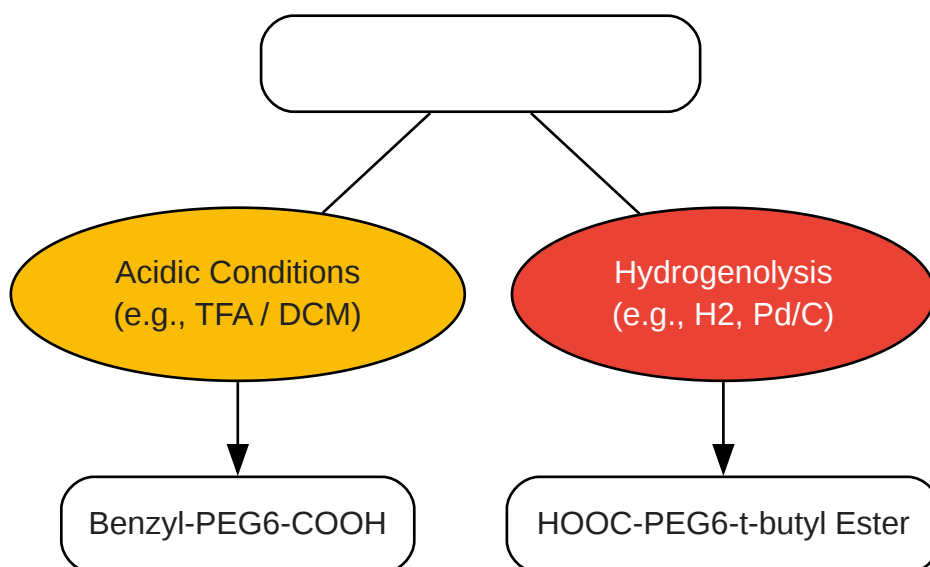 Acidic Conditions
(e.g., TFA / DCM)
Hydrogenolysis
(e.g., H2, Pd/C)
Benzyl-PEG6-COOH
HOOC-PEG6-t-butyl Ester